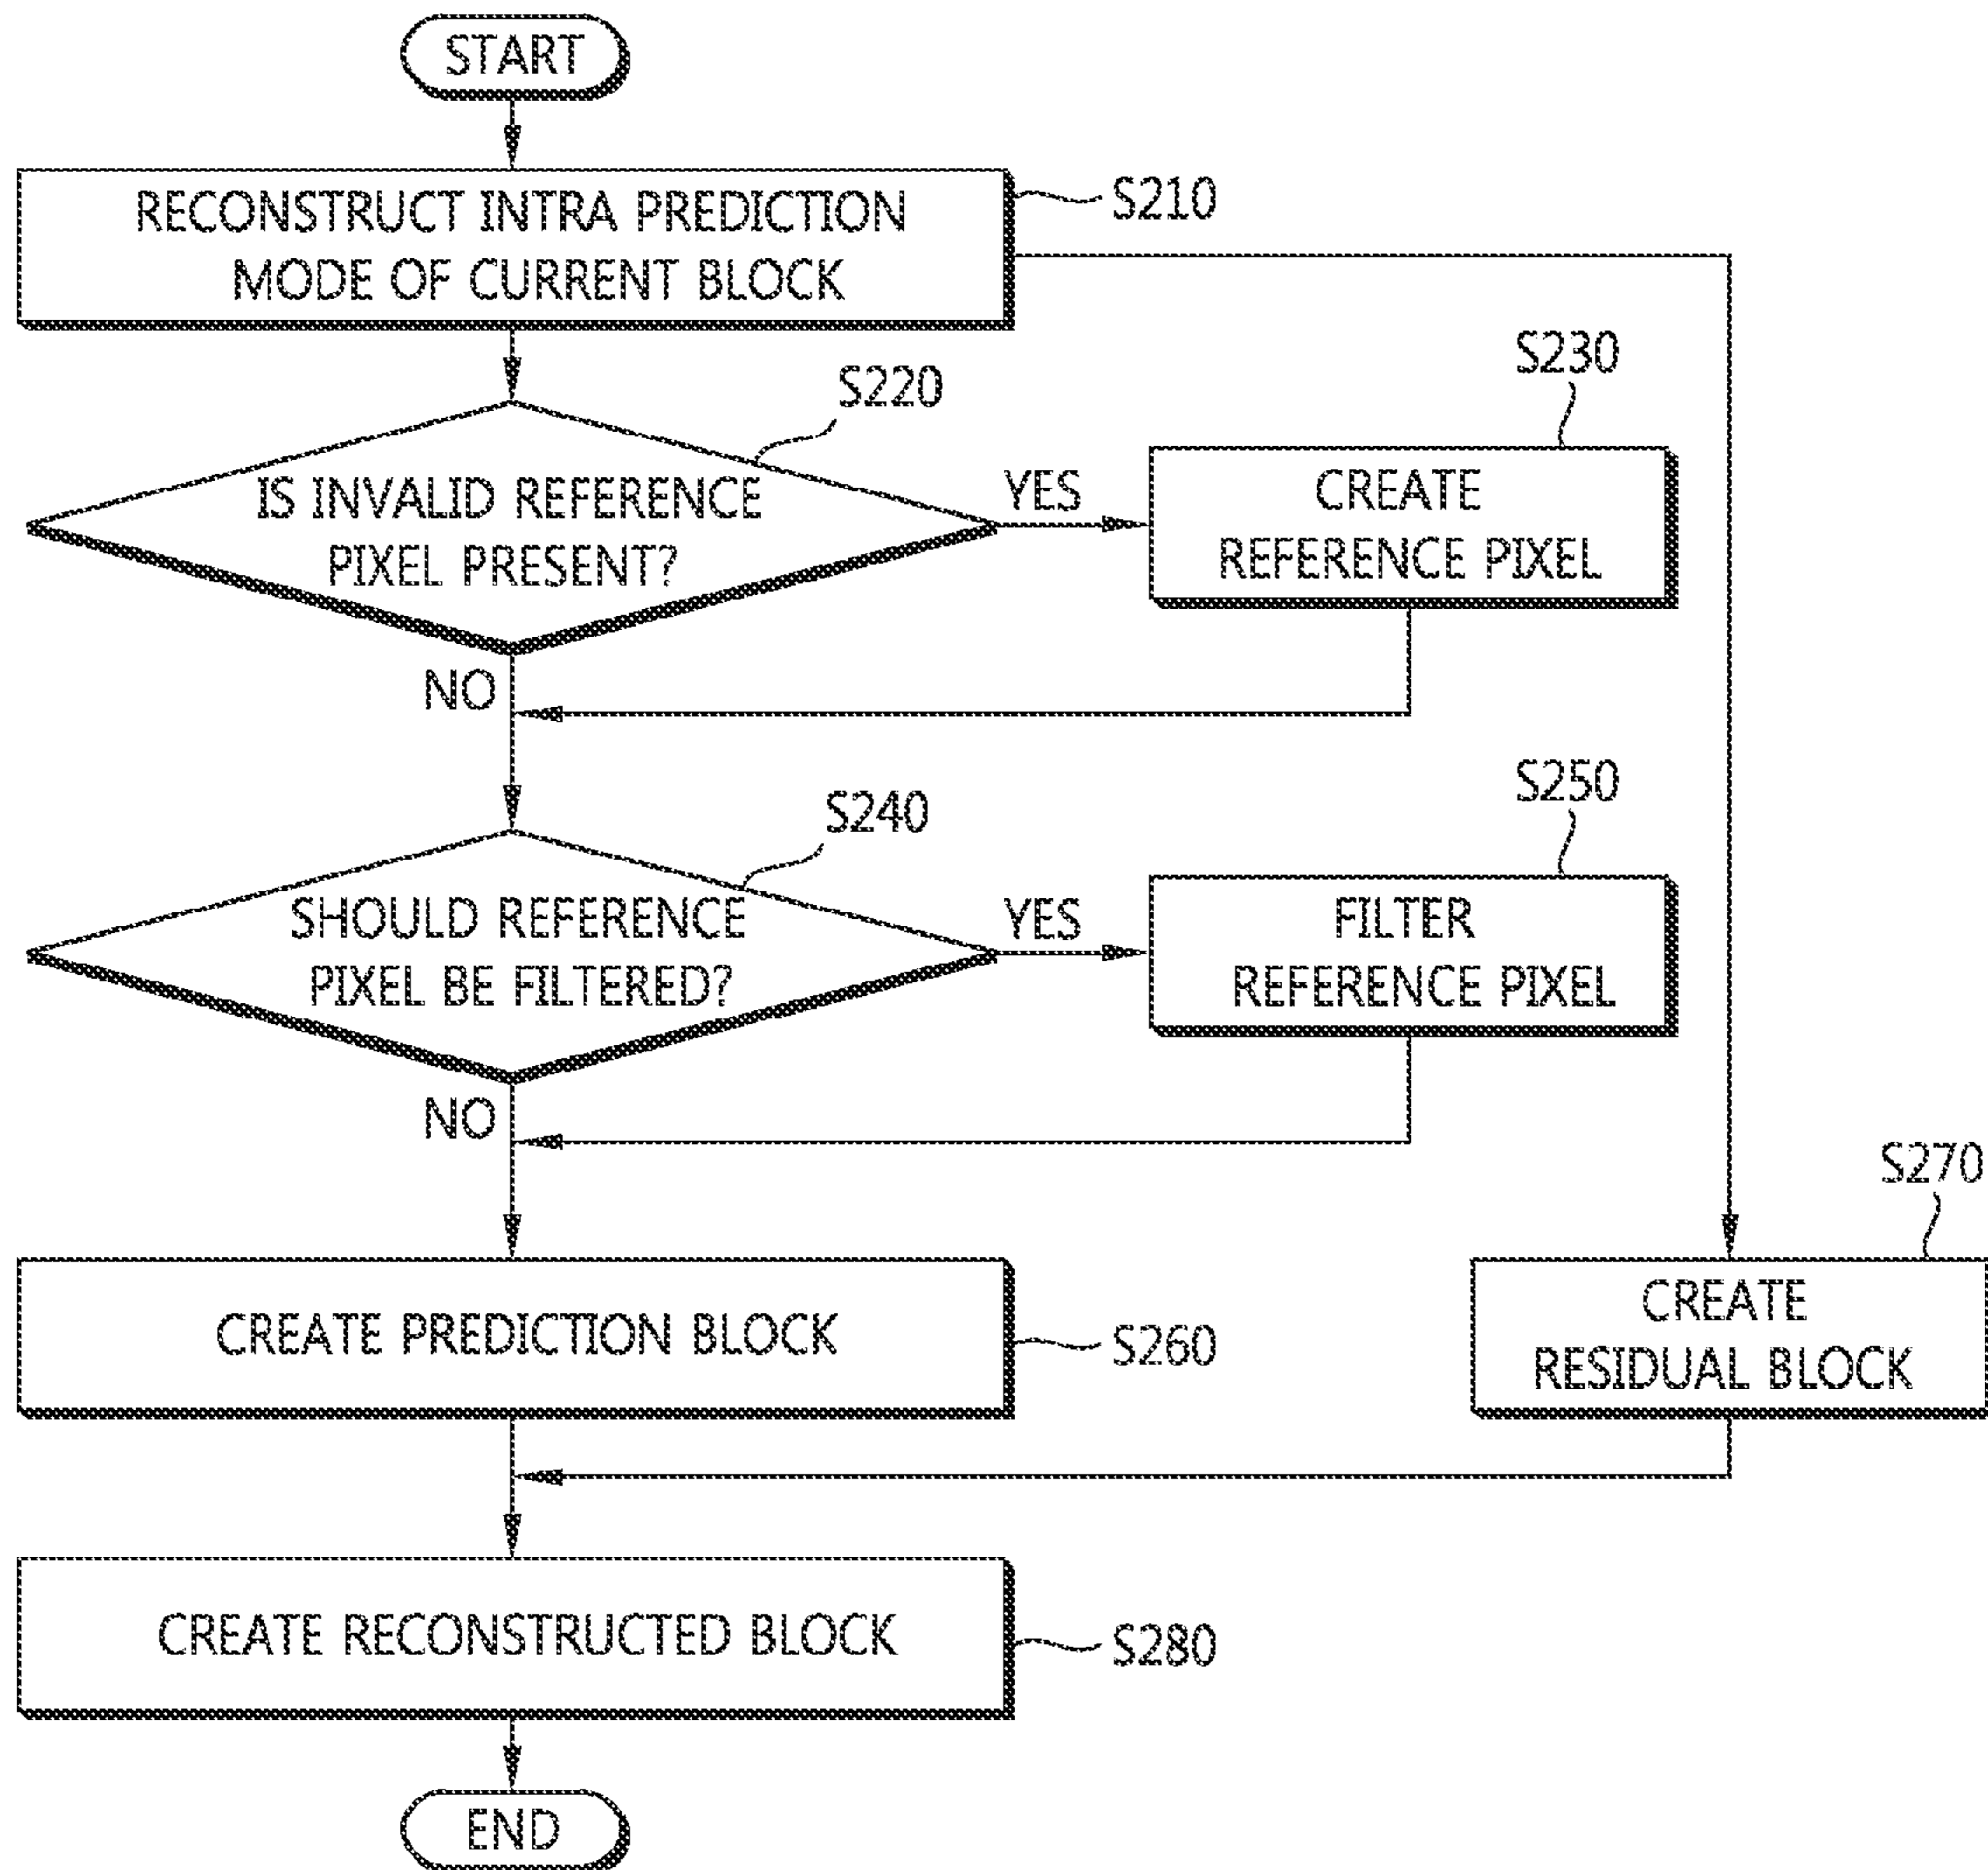 START
RECONSTRUCT INTRA PREDICTION
MODE OF CURRENT BLOCK
S210
S220
IS INVALID REFERENCE
PIXEL PRESENT?
YES
NO
S230
CREATE
REFERENCE PIXEL
S240
SHOULD REFERENCE
PIXEL BE FILTERED?
YES
NO
S250
FILTER
REFERENCE PIXEL
CREATE PREDICTION BLOCK
S260
S270
CREATE
RESIDUAL BLOCK
CREATE RECONSTRUCTED BLOCK
S280
END